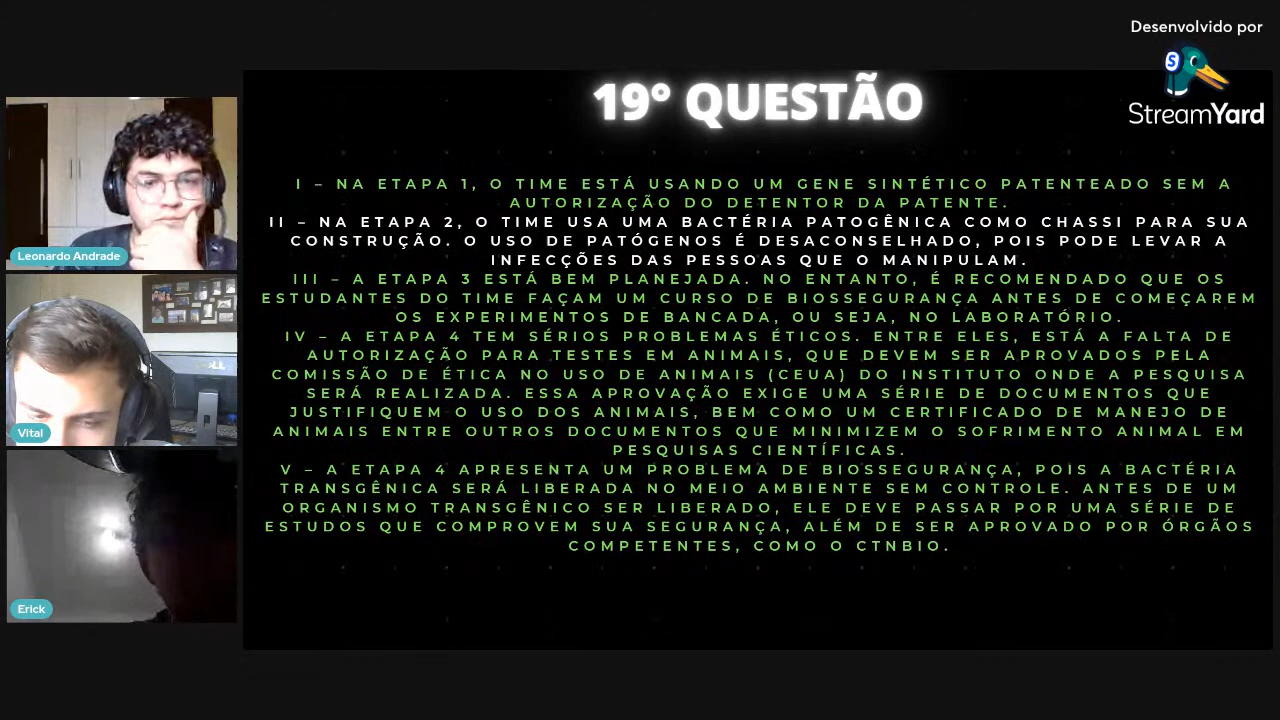 Desenvolvido por
StreamYard
19º QUESTÃO
I – NA ETAPA 1, O TIME ESTÁ USANDO UM GENE SINTÉTICO PATENTEADO SEM A
AUTORIZAÇÃO DO DETENTOR DA PATENTE.
II – NA ETAPA 2, O TIME USA UMA BACTÉRIA PATOGÊNICA COMO CHASSI PARA SUA
CONSTRUÇÃO. O USO DE PATÓGENOS É DESACONSELHADO, POIS PODE LEVAR A
INFECÇÕES DAS PESSOAS QUE O MANIPULAM.
III – A ETAPA 3 ESTÁ BEM PLANEJADA. NO ENTANTO, É RECOMENDADO QUE OS
ESTUDANTES DO TIME FAÇAM UM CURSO DE BIOSSEGURANÇA ANTES DE COMEÇAREM
OS EXPERIMENTOS DE BANCADA, OU SEJA, NO LABORATÓRIO.
IV – A ETAPA 4 TEM SÉRIOS PROBLEMAS ÉTICOS. ENTRE ELES, ESTÁ A FALTA DE
AUTORIZAÇÃO PARA TESTES EM ANIMAIS, QUE DEVEM SER APROVADOS PELA
COMISSÃO DE ÉTICA NO USO DE ANIMAIS (CEUA) DO INSTITUTO ONDE A PESQUISA
SERÁ REALIZADA. ESSA APROVAÇÃO EXIGE UMA SÉRIE DE DOCUMENTOS QUE
JUSTIFIQUEM O USO DOS ANIMAIS, BEM COMO UM CERTIFICADO DE MANEJO DE
ANIMAIS ENTRE OUTROS DOCUMENTOS QUE MINIMIZEM O SOFRIMENTO ANIMAL EM
PESQUISAS CIENTÍFICAS.
V – A ETAPA 4 APRESENTA UM PROBLEMA DE BIOSSEGURANÇA, POIS A BACTÉRIA
TRANSGÊNICA SERÁ LIBERADA NO MEIO AMBIENTE SEM CONTROLE. ANTES DE UM
ORGANISMO TRANSGÊNICO SER LIBERADO, ELE DEVE PASSAR POR UMA SÉRIE DE
ESTUDOS QUE COMPROVEM SUA SEGURANÇA, ALÉM DE SER APROVADO POR ÓRGÃOS
COMPETENTES, COMO O CTNBIO.
Leonardo Andrade
Vital
Erick